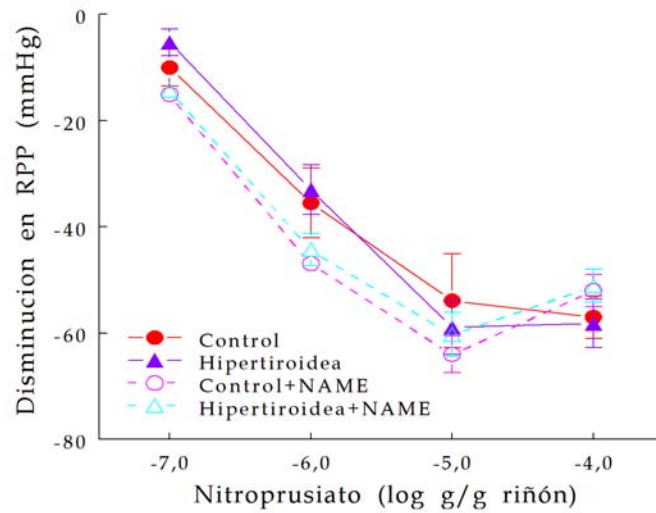 0
-20
-40
-60
-80
Disminucion en RPP (mmHg)
Control
Hipertiroidea
Control+NAME
Hipertiroidea+NAME
-7,0 -6,0 -5,0 -4,0
Nitroprusiato (log g/g riñón)